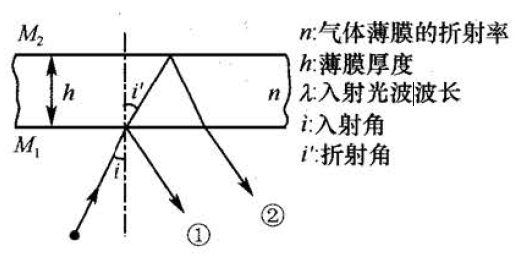 M₂
n:气体薄膜的折射率
h:薄膜厚度
i'
h
n
λ:入射光波波长
M₁
i
i:入射角
i':折射角
①
②